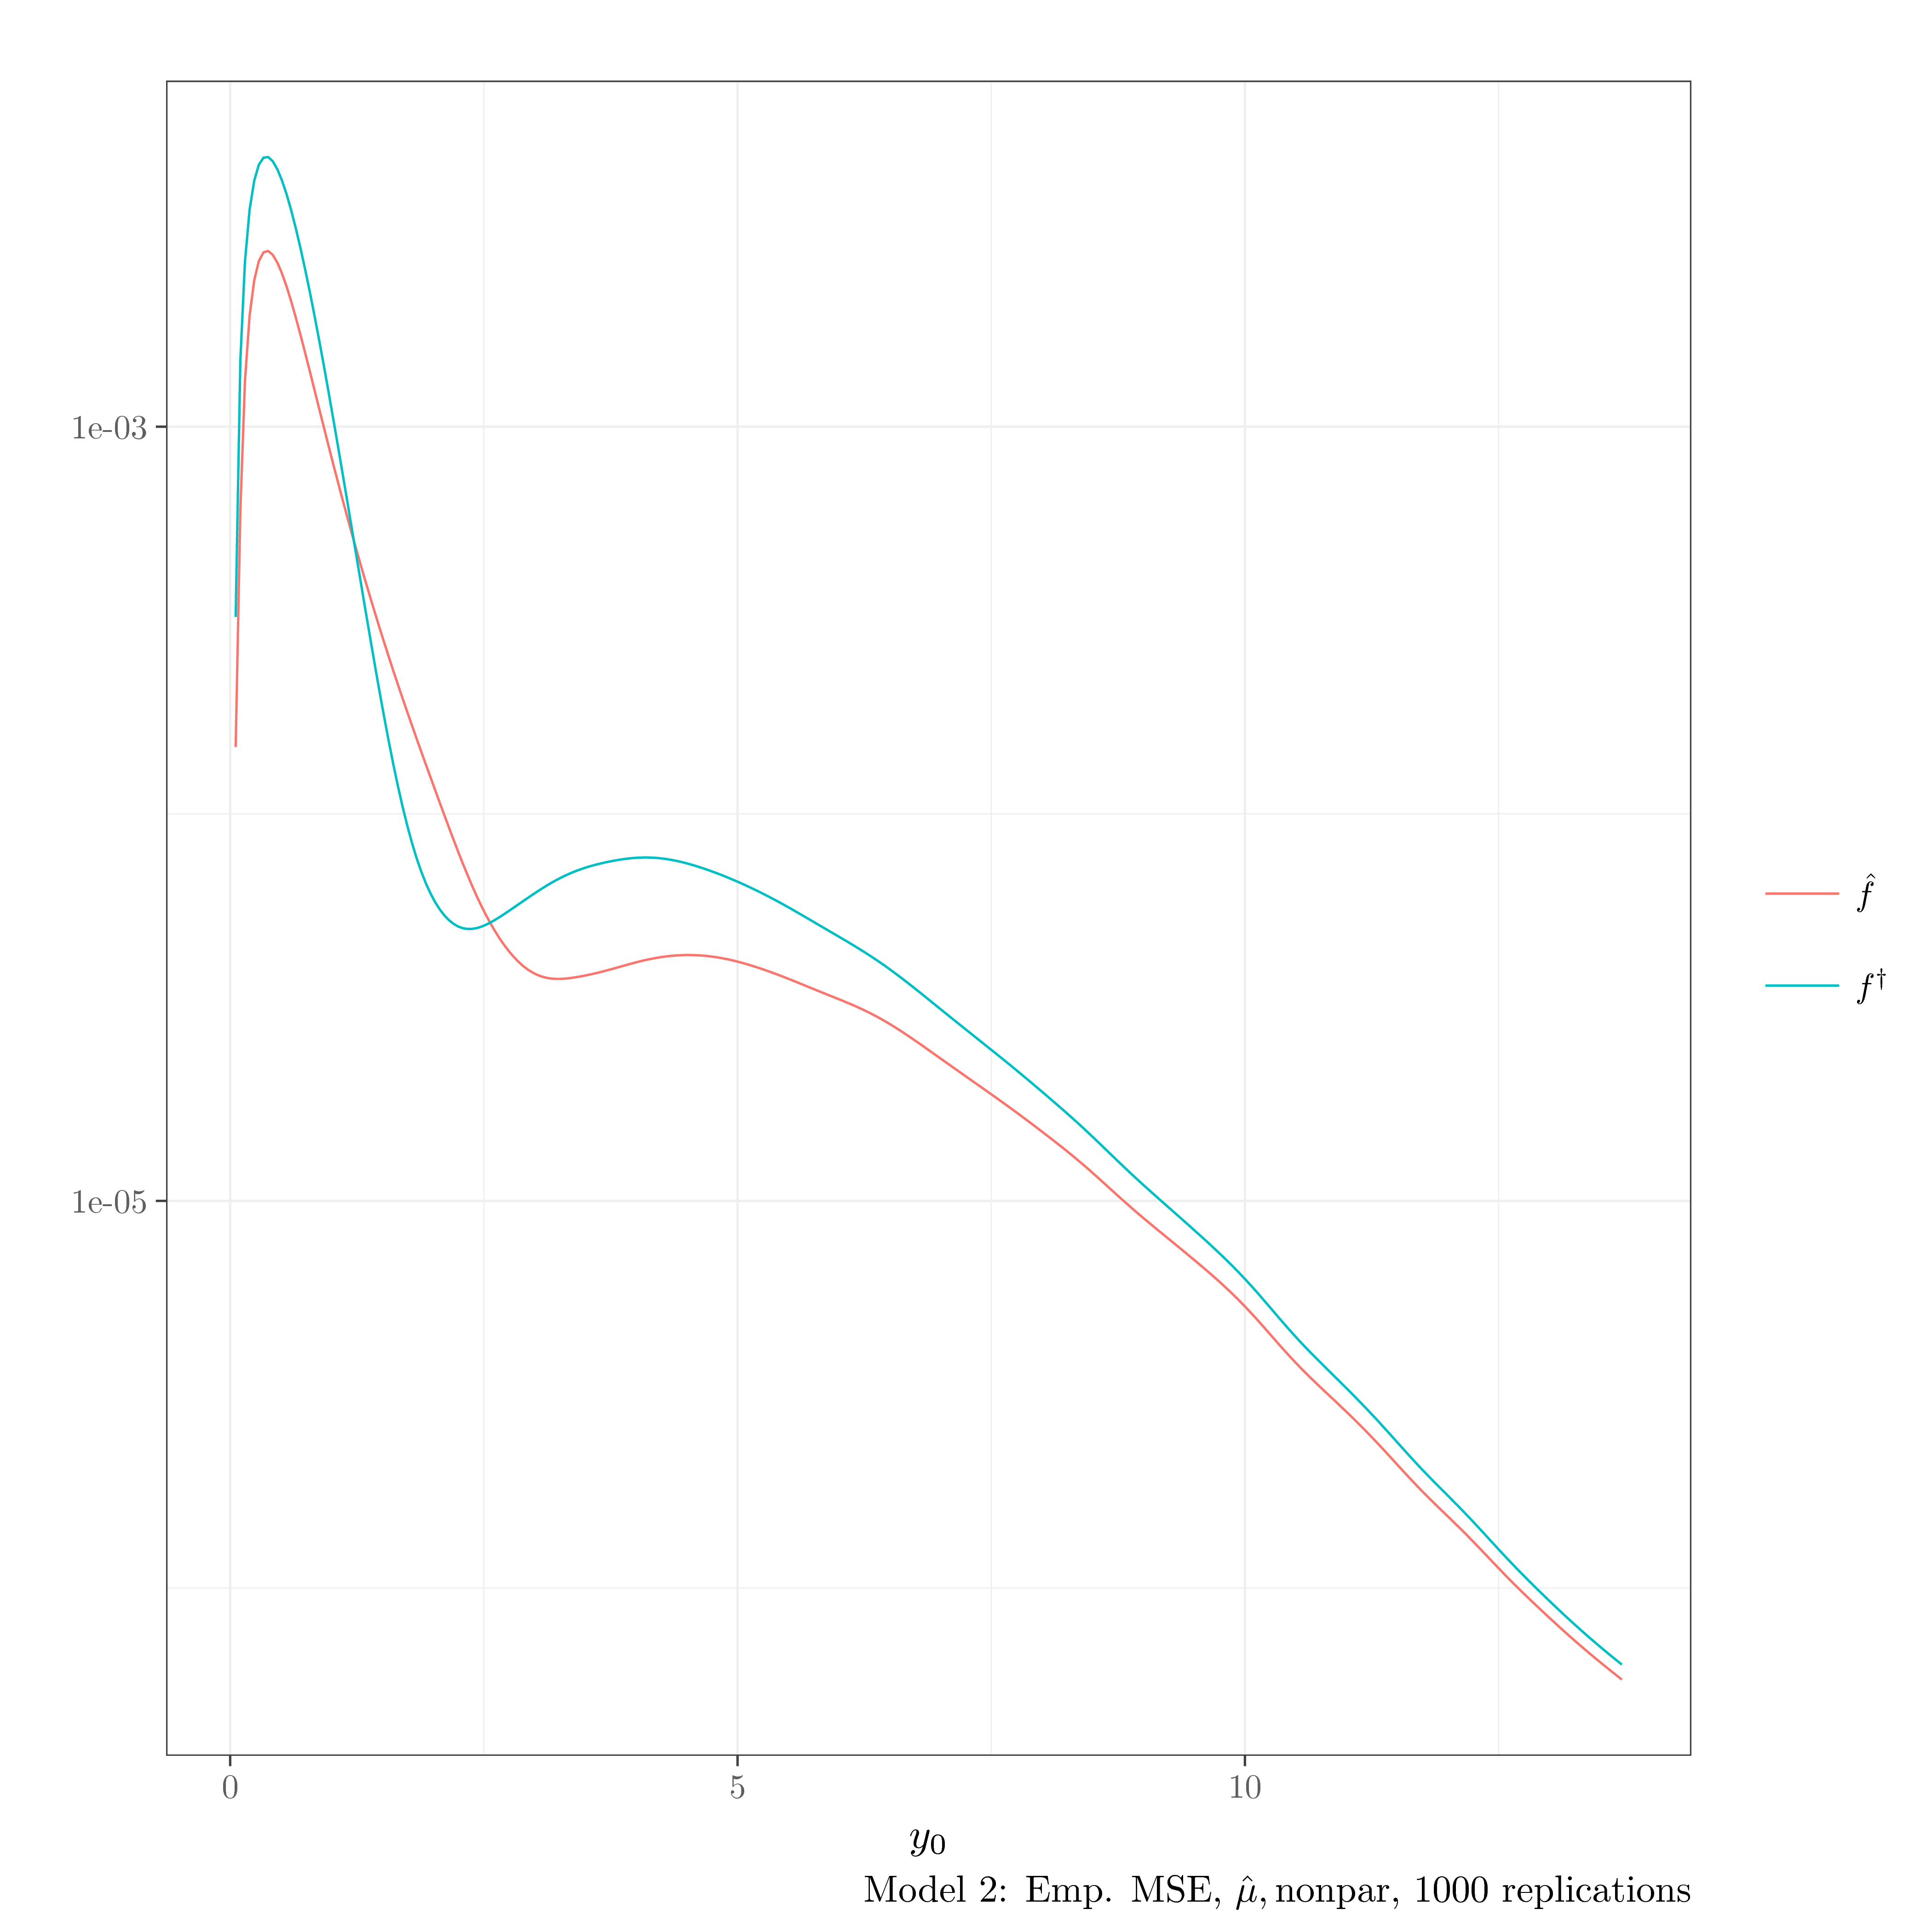 1e-03
1e-05
0 5 10
y₀
f̂
f†
Model 2: Emp. MSE, μ̂, nonpar, 1000 replications